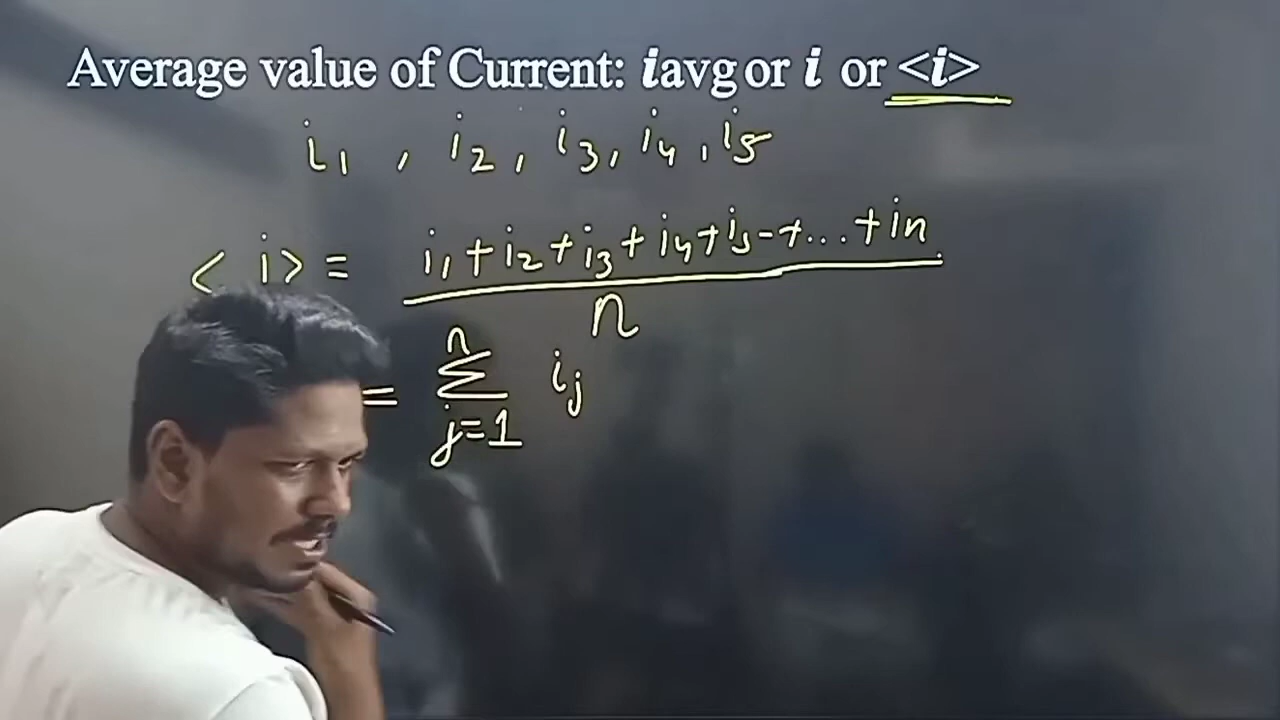 Average value of Current: iavg or i or <i>
i1 , i2, i3, i4, i5
<i> = i1+i2+i3+i4+i5-+...+in
n
= n
Σ ij
j=1